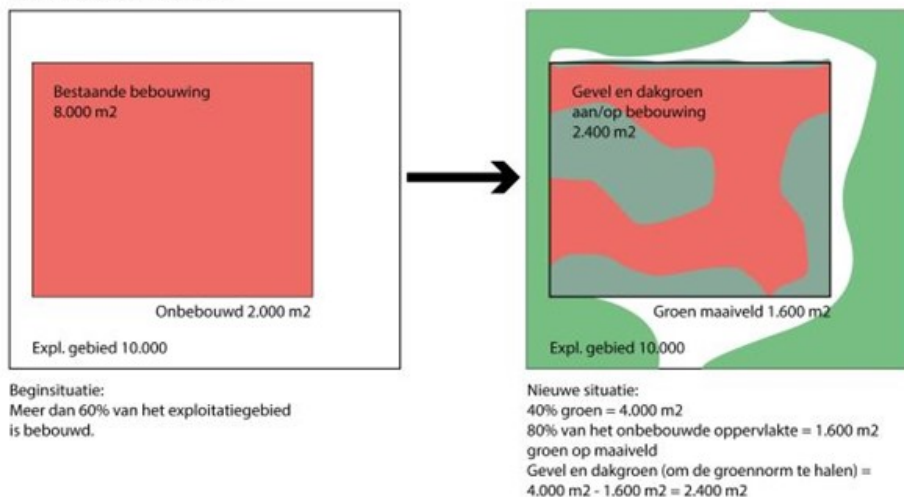 Bestaande bebouwing
8.000 m2
Onbebouwd 2.000 m2
Expl. gebied 10.000
Beginsituatie:
Meer dan 60% van het exploitatiegebied
is bebouwd.
Gevel en dakgroen
aan/op bebouwing
2.400 m2
Groen maaiveld 1.600 m2
Expl. gebied 10.000
Nieuwe situatie:
40% groen = 4.000 m2
80% van het onbebouwde oppervlakte = 1.600 m2
groen op maaiveld
Gevel en dakgroen (om de groennorm te halen) =
4.000 m2 - 1.600 m2 = 2.400 m2